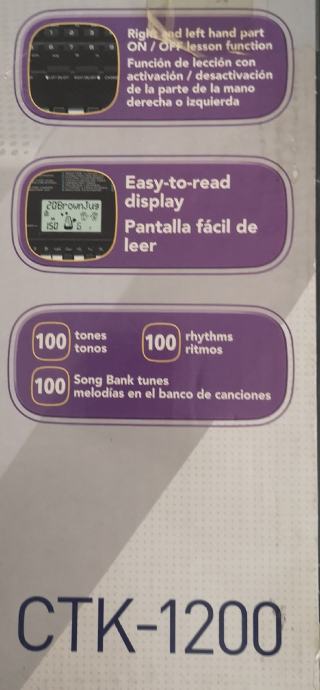 Right and left hand part
ON / OFF lesson function
Función de lección con
activación / desactivación
de la parte de la mano
derecha o izquierda
Easy-to-read
display
Pantalla fácil de
leer
20BrownJug
150
100 tones
tonos
100 rhythms
ritmos
100 Song Bank tunes
melodías en el banco de canciones
CTK-1200